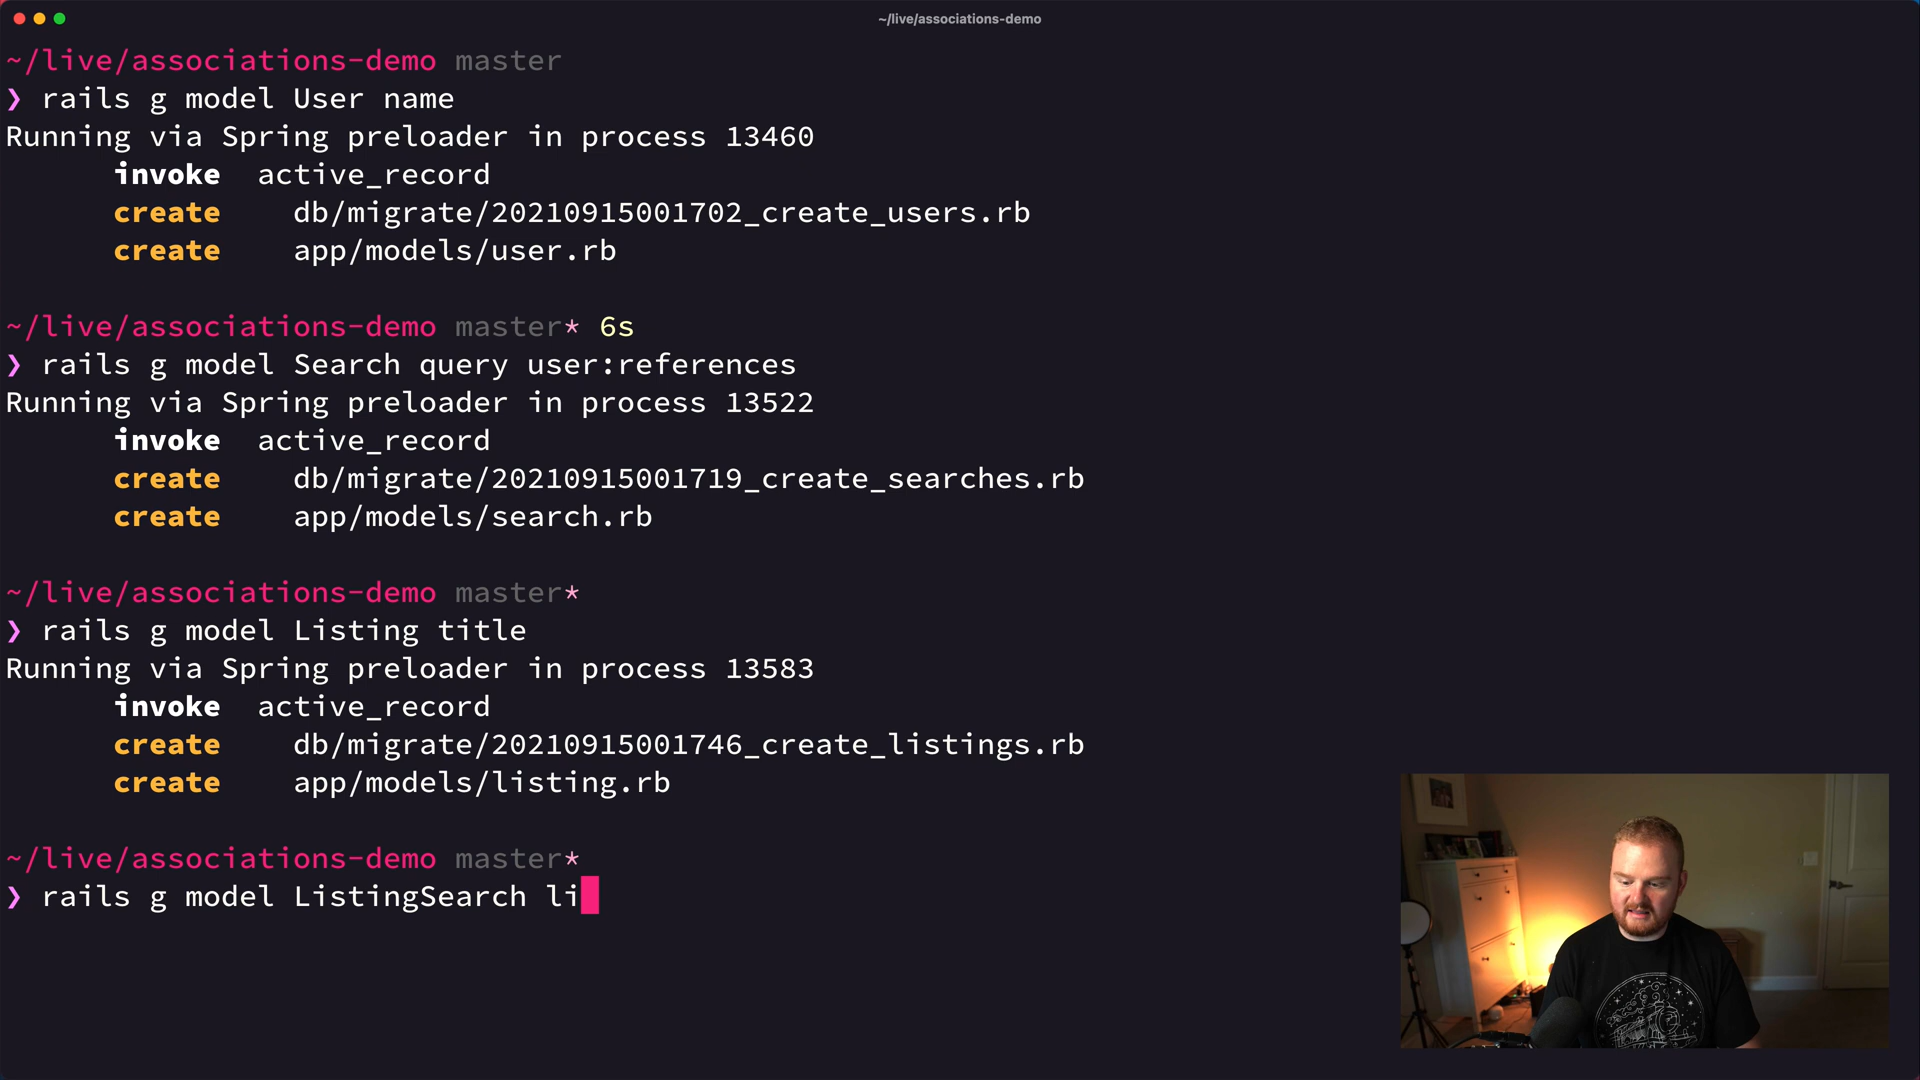 ~/live/associations-demo
~/live/associations-demo master
❯ rails g model User name
Running via Spring preloader in process 13460
invoke active_record
create db/migrate/20210915001702_create_users.rb
create app/models/user.rb
~/live/associations-demo master* 6s
❯ rails g model Search query user:references
Running via Spring preloader in process 13522
invoke active_record
create db/migrate/20210915001719_create_searches.rb
create app/models/search.rb
~/live/associations-demo master*
❯ rails g model Listing title
Running via Spring preloader in process 13583
invoke active_record
create db/migrate/20210915001746_create_listings.rb
create app/models/listing.rb
~/live/associations-demo master*
❯ rails g model ListingSearch li